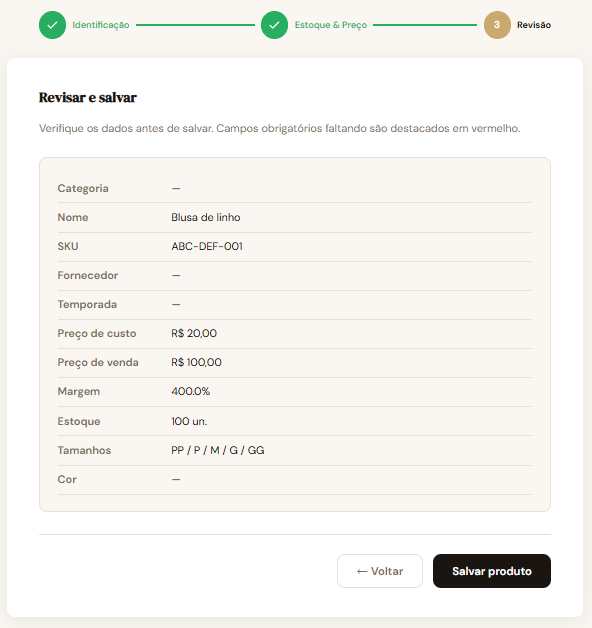 Identificação Estoque & Preço 3 Revisão
Revisar e salvar
Verifique os dados antes de salvar. Campos obrigatórios faltando são destacados em vermelho.
Categoria —
Nome Blusa de linho
SKU ABC-DEF-001
Fornecedor —
Temporada —
Preço de custo R$ 20,00
Preço de venda R$ 100,00
Margem 400.0%
Estoque 100 un.
Tamanhos PP / P / M / G / GG
Cor —
← Voltar Salvar produto